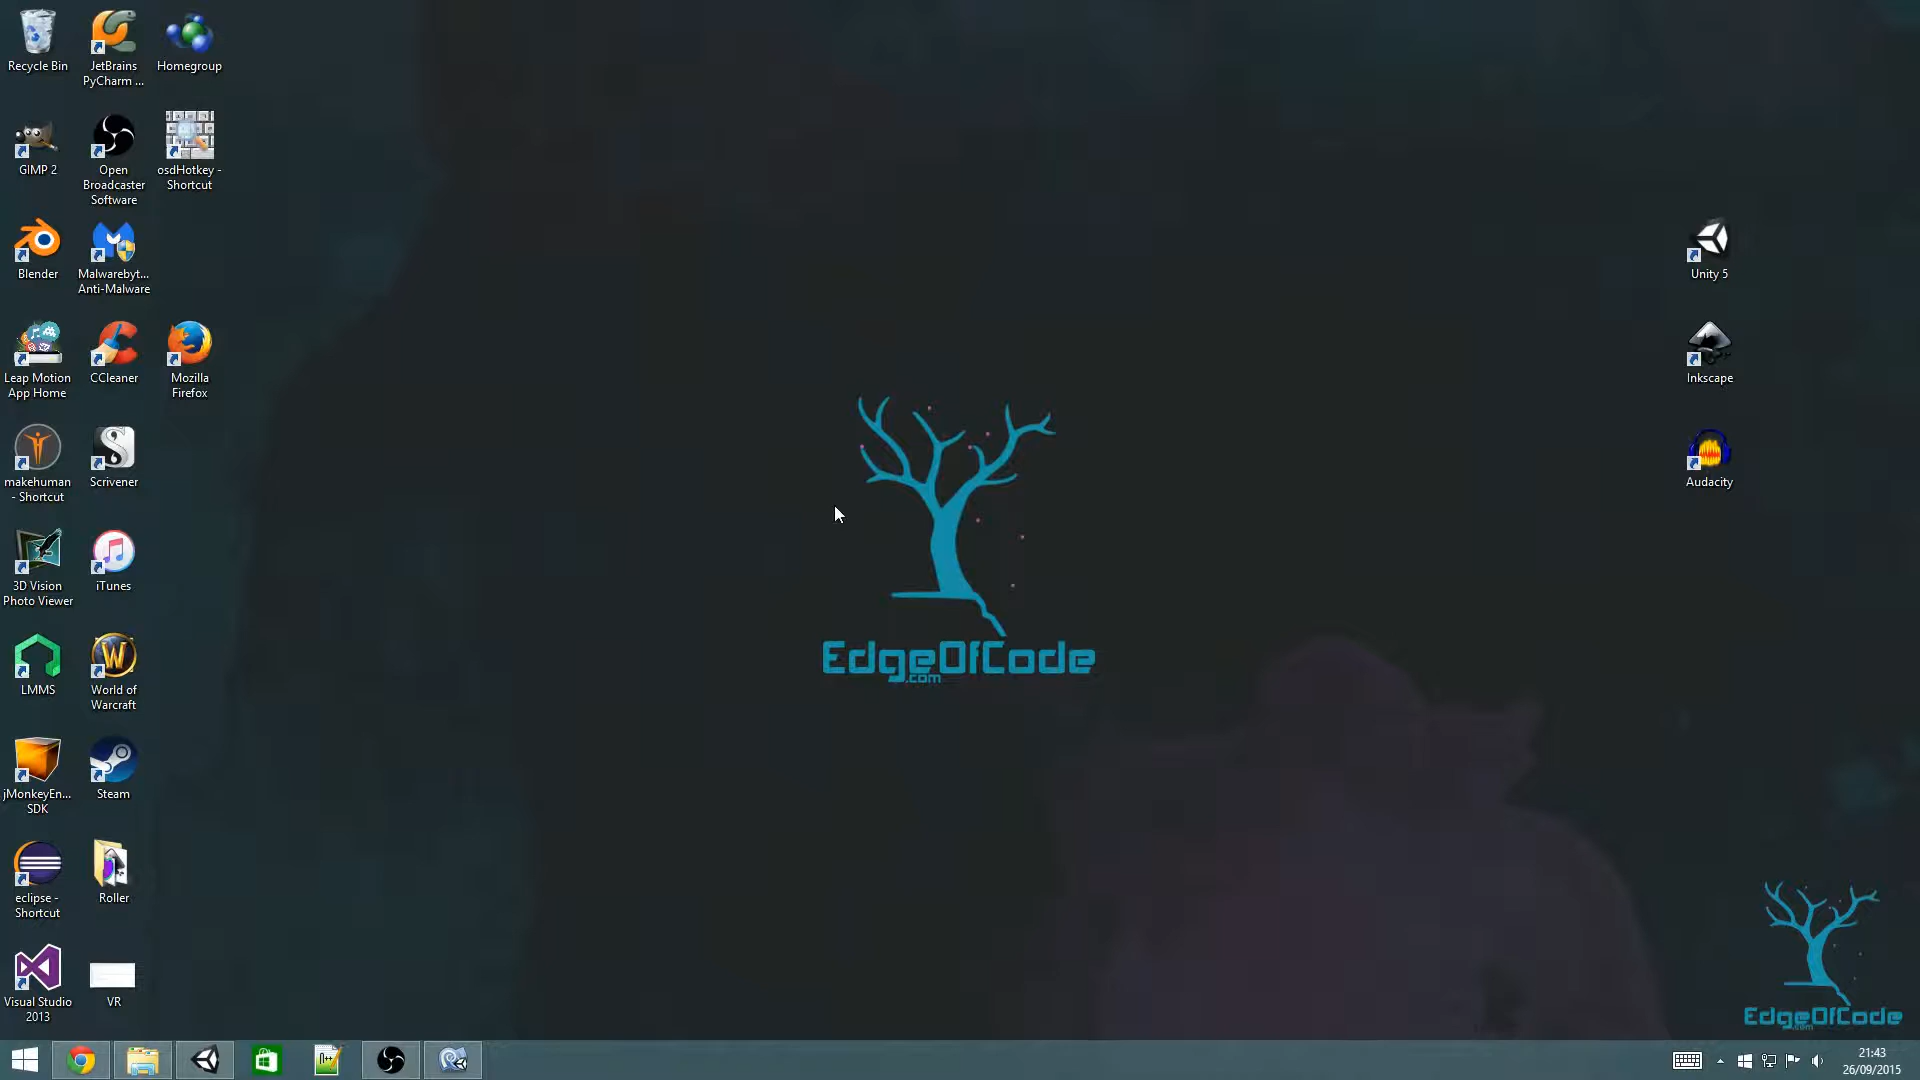 Recycle Bin
JetBrains
PyCharm ...
Homegroup
GIMP 2
Open
Broadcaster
Software
osdHotkey -
Shortcut
Blender
Malwarebyt...
Anti-Malware
Unity 5
Leap Motion
App Home
CCleaner
Mozilla
Firefox
Inkscape
makehuman
- Shortcut
Scrivener
Audacity
3D Vision
Photo Viewer
iTunes
EdgeOfCode
.com
LMMS
World of
Warcraft
jMonkeyEn...
SDK
Steam
eclipse -
Shortcut
Roller
Visual Studio
2013
VR
EdgeOfCode
.com
21:43
26/09/2015